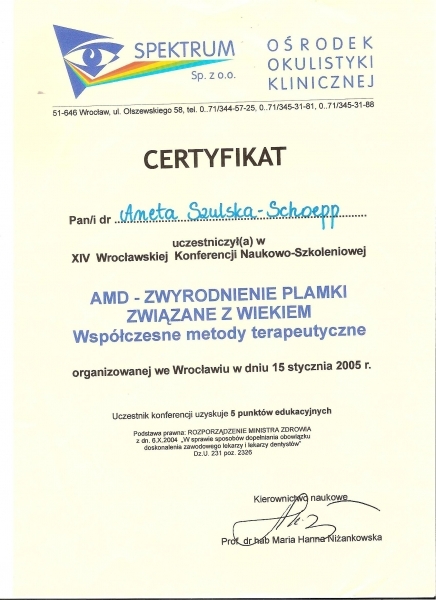 SPEKTRUM
Sp. z o.o.
OŚRODEK
OKULISTYKI
KLINICZNEJ
51-646 Wrocław, ul. Olszewskiego 58, tel. 0..71/344-57-25, 0..71/345-31-81, 0..71/345-31-88
CERTYFIKAT
Pan/i dr Aneta Szulska-Schoepp
uczestniczył(a) w
XIV Wrocławskiej Konferencji Naukowo-Szkoleniowej
AMD - ZWYRODNIENIE PLAMKI
ZWIĄZANE Z WIEKIEM
Współczesne metody terapeutyczne
organizowanej we Wrocławiu w dniu 15 stycznia 2005 r.
Uczestnik konferencji uzyskuje 5 punktów edukacyjnych
Podstawa prawna: ROZPORZĄDZENIE MINISTRA ZDROWIA
z dn. 6.X.2004 „W sprawie sposobów dopełniania obowiązku
doskonalenia zawodowego lekarzy i lekarzy dentystów"
Dz.U. 231 poz. 2326
Kierownictwo naukowe
Prof. dr hab Maria Hanna Niżankowska